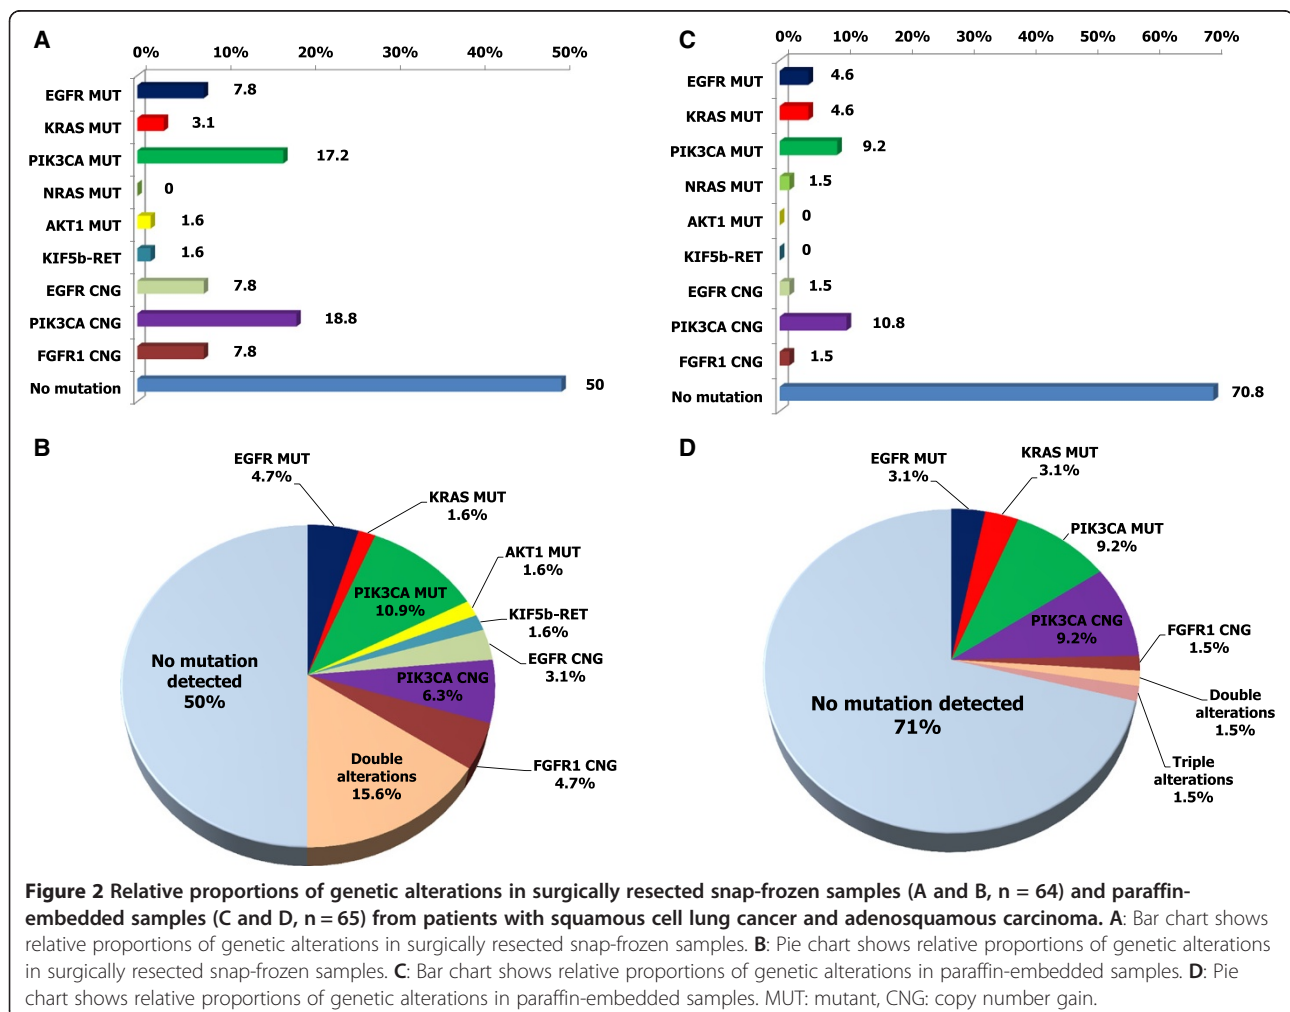 A
0% 10% 20% 30% 40% 50%
EGFR MUT 7.8
KRAS MUT 3.1
PIK3CA MUT 17.2
NRAS MUT 0
AKT1 MUT 1.6
KIF5b-RET 1.6
EGFR CNG 7.8
PIK3CA CNG 18.8
FGFR1 CNG 7.8
No mutation 50
C
0% 10% 20% 30% 40% 50% 60% 70%
EGFR MUT 4.6
KRAS MUT 4.6
PIK3CA MUT 9.2
NRAS MUT 1.5
AKT1 MUT 0
KIF5b-RET 0
EGFR CNG 1.5
PIK3CA CNG 10.8
FGFR1 CNG 1.5
No mutation 70.8
B
EGFR MUT
4.7%
KRAS MUT
1.6%
PIK3CA MUT
10.9%
AKT1 MUT
1.6%
KIF5b-RET
1.6%
EGFR CNG
3.1%
PIK3CA CNG
6.3%
FGFR1 CNG
4.7%
Double
alterations
15.6%
No mutation
detected
50%
D
EGFR MUT
3.1%
KRAS MUT
3.1%
PIK3CA MUT
9.2%
PIK3CA CNG
9.2%
FGFR1 CNG
1.5%
Double
alterations
1.5%
Triple
alterations
1.5%
No mutation detected
71%
Figure 2 Relative proportions of genetic alterations in surgically resected snap-frozen samples (A and B, n = 64) and paraffin-
embedded samples (C and D, n = 65) from patients with squamous cell lung cancer and adenosquamous carcinoma. A: Bar chart shows
relative proportions of genetic alterations in surgically resected snap-frozen samples. B: Pie chart shows relative proportions of genetic alterations
in surgically resected snap-frozen samples. C: Bar chart shows relative proportions of genetic alterations in paraffin-embedded samples. D: Pie
chart shows relative proportions of genetic alterations in paraffin-embedded samples. MUT: mutant, CNG: copy number gain.